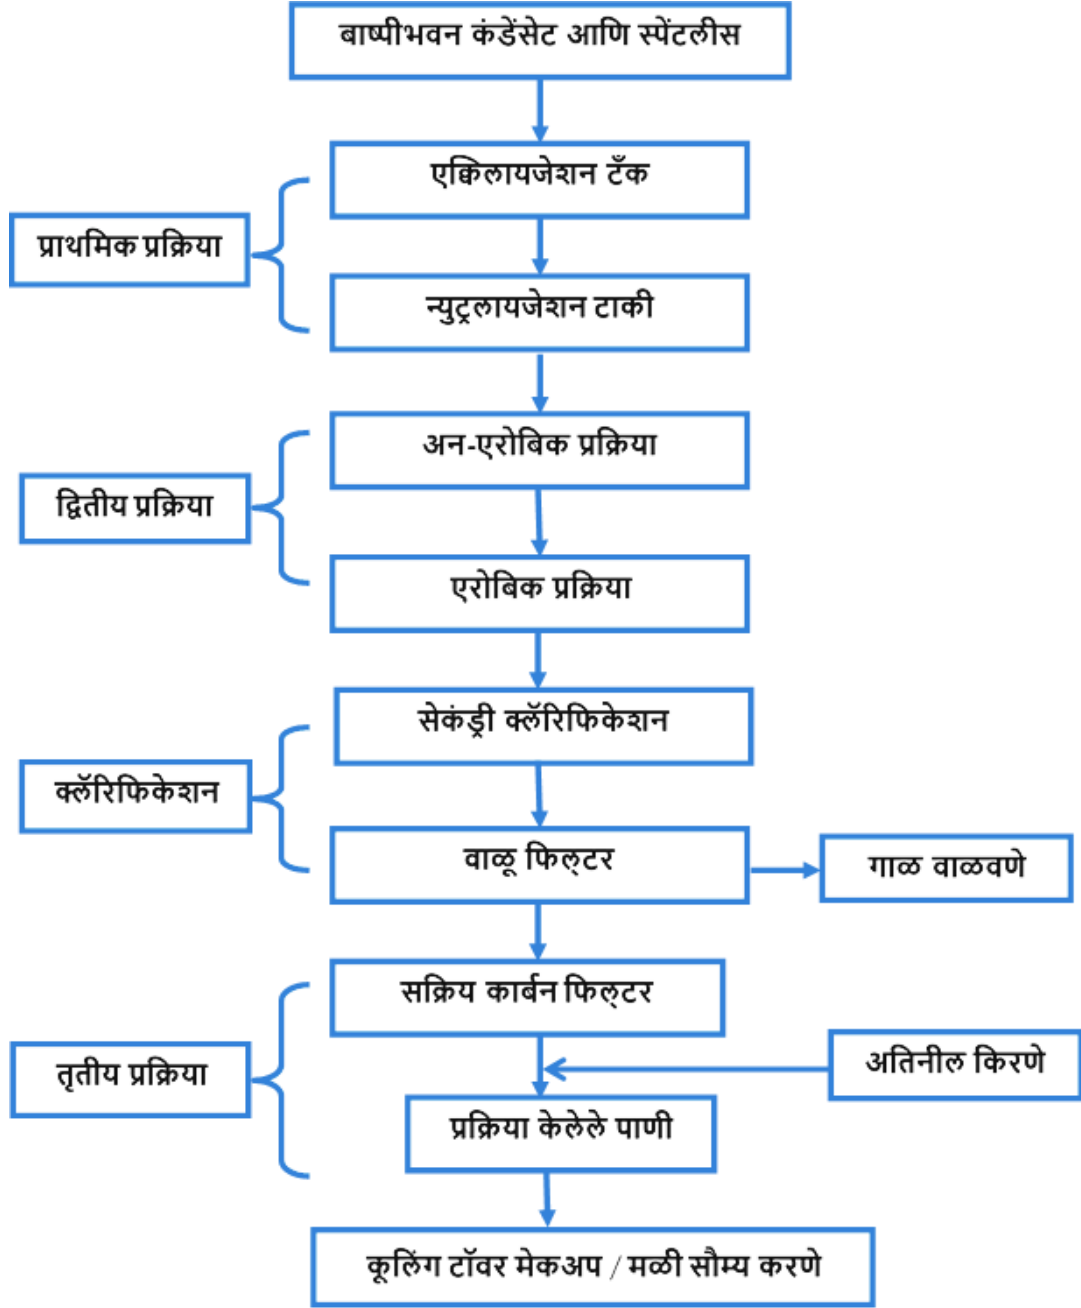 बाष्पीभवन कंडेंसेट आणि स्पेंटलीस
एक्विलायजेशन टँक
प्राथमिक प्रक्रिया
न्युट्रलायजेशन टाकी
अन-एरोबिक प्रक्रिया
द्वितीय प्रक्रिया
एरोबिक प्रक्रिया
सेकंड्री क्लॅरिफिकेशन
क्लॅरिफिकेशन
वाळू फिल्टर
गाळ वाळवणे
सक्रिय कार्बन फिल्टर
अतिनील किरणे
तृतीय प्रक्रिया
प्रक्रिया केलेले पाणी
कूलिंग टॉवर मेकअप / मळी सौम्य करणे